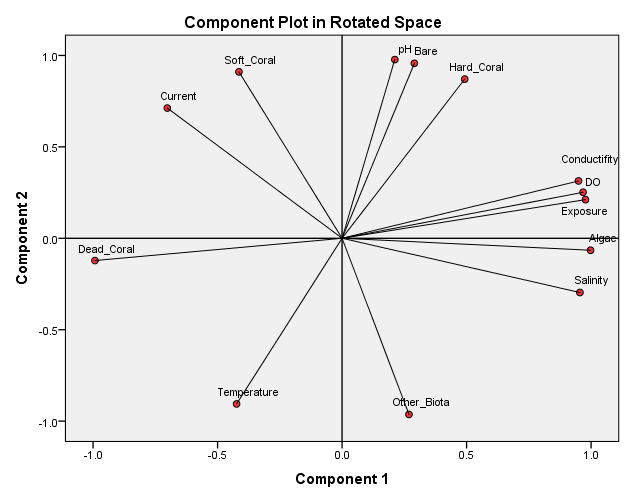 Component Plot in Rotated Space
Component 2
1.0
0.5
0.0
-0.5
-1.0
Soft_Coral
pH
Bare
Hard_Coral
Current
Conductifity
DO
Exposure
Algae
Dead_Coral
Salinity
Temperature
Other_Biota
-1.0
-0.5
0.0
0.5
1.0
Component 1